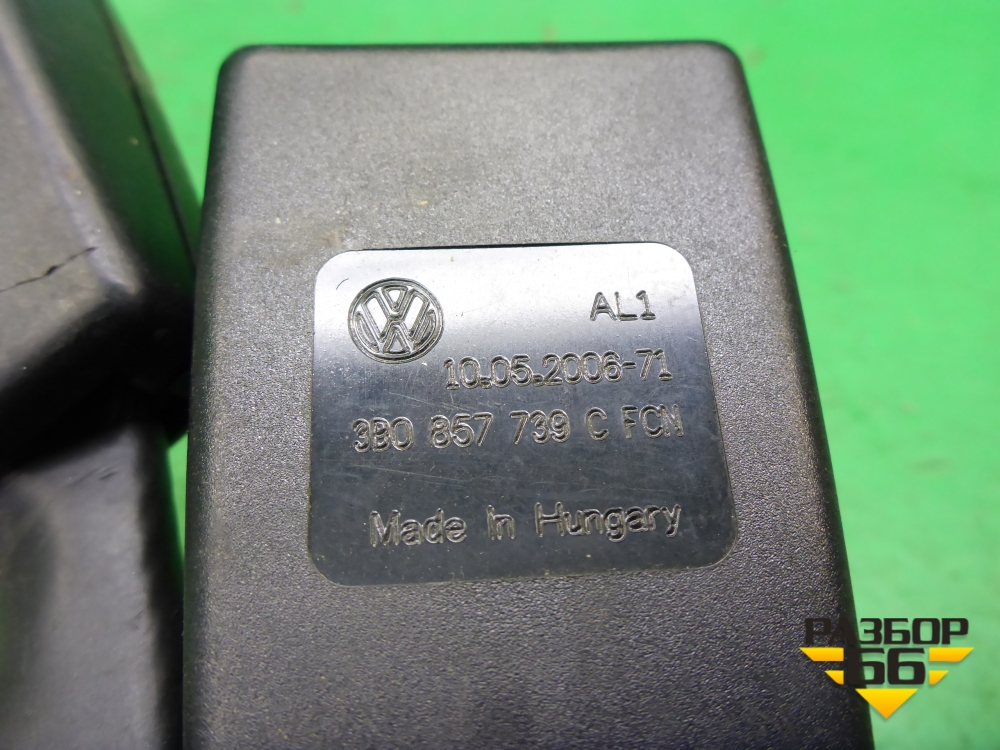 AL1
10.05.2006-71
3B0 857 739 C FCN
Made In Hungary
РАЗБОР
66